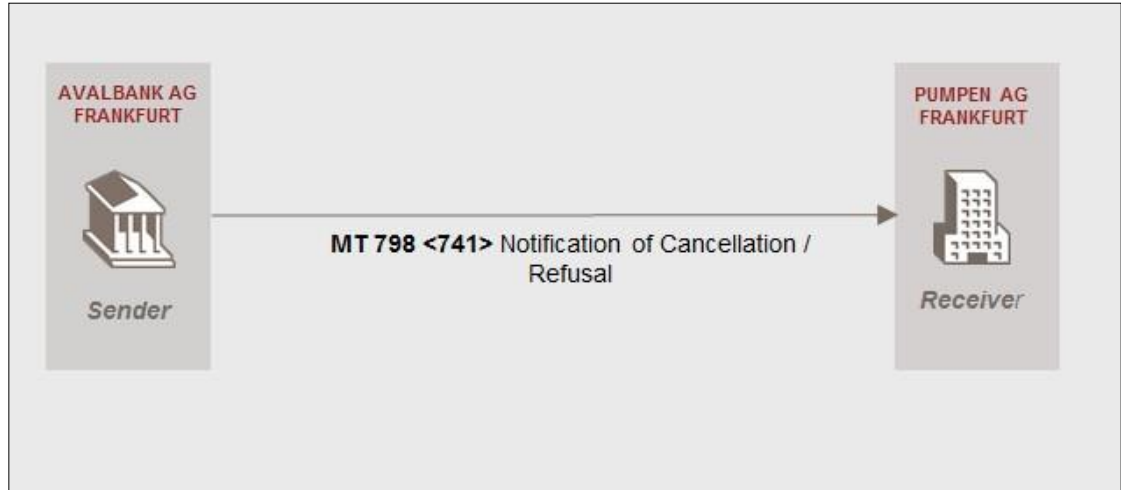 AVALBANK AG
FRANKFURT
Sender
MT 798 <741> Notification of Cancellation /
Refusal
PUMPEN AG
FRANKFURT
Receiver